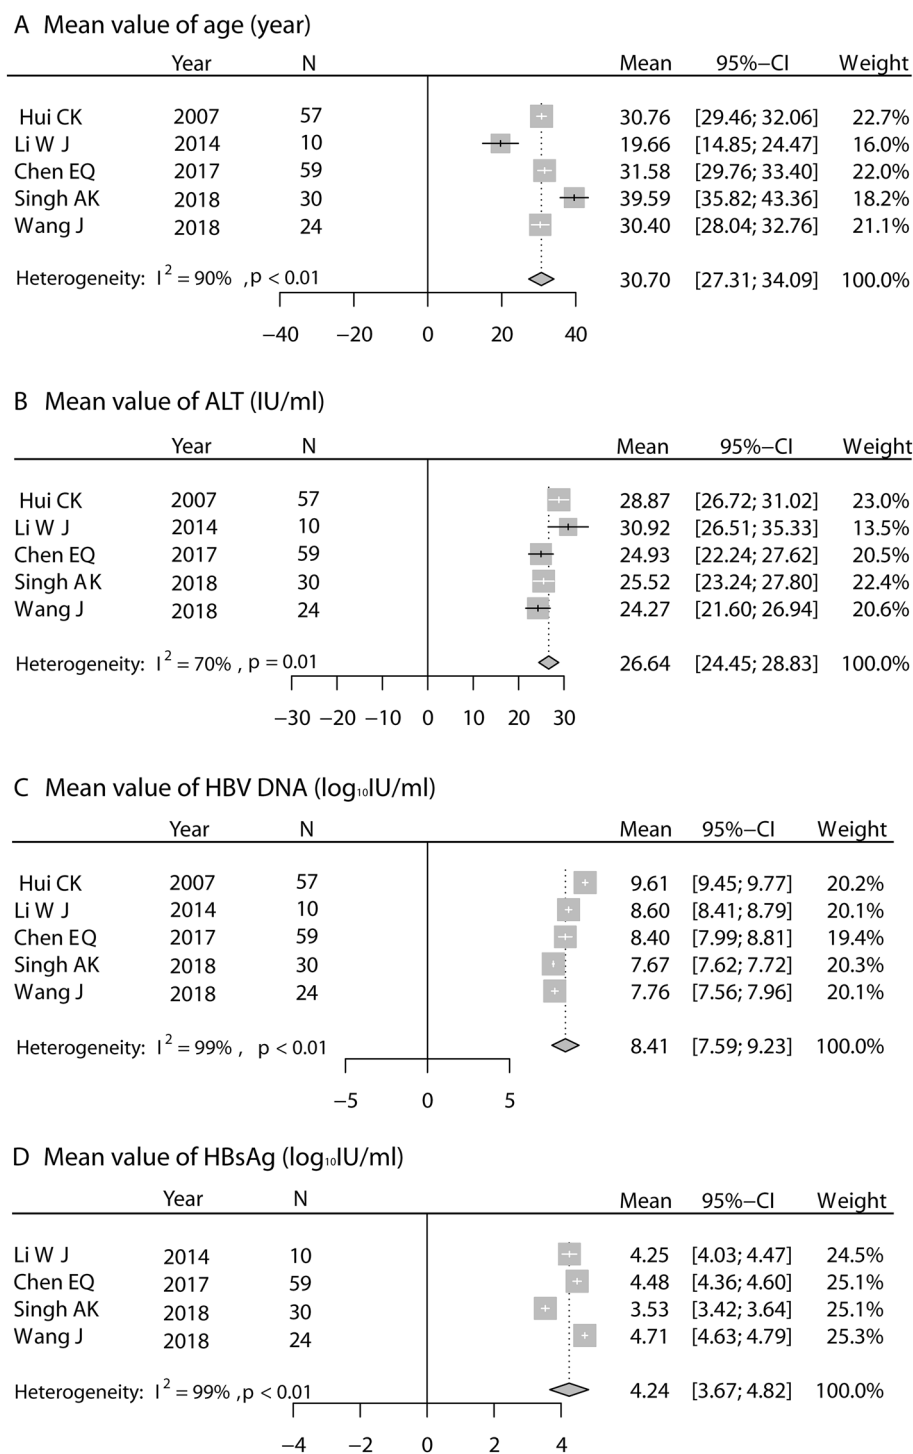 A Mean value of age (year)
Year N Mean 95%−CI Weight
Hui CK 2007 57 30.76 [29.46; 32.06] 22.7%
Li W J 2014 10 19.66 [14.85; 24.47] 16.0%
Chen EQ 2017 59 31.58 [29.76; 33.40] 22.0%
Singh AK 2018 30 39.59 [35.82; 43.36] 18.2%
Wang J 2018 24 30.40 [28.04; 32.76] 21.1%
Heterogeneity: I² = 90% , p < 0.01 30.70 [27.31; 34.09] 100.0%
−40 −20 0 20 40
B Mean value of ALT (IU/ml)
Year N Mean 95%−CI Weight
Hui CK 2007 57 28.87 [26.72; 31.02] 23.0%
Li W J 2014 10 30.92 [26.51; 35.33] 13.5%
Chen EQ 2017 59 24.93 [22.24; 27.62] 20.5%
Singh AK 2018 30 25.52 [23.24; 27.80] 22.4%
Wang J 2018 24 24.27 [21.60; 26.94] 20.6%
Heterogeneity: I² = 70% , p = 0.01 26.64 [24.45; 28.83] 100.0%
−30 −20 −10 0 10 20 30
C Mean value of HBV DNA (log₁₀IU/ml)
Year N Mean 95%−CI Weight
Hui CK 2007 57 9.61 [9.45; 9.77] 20.2%
Li W J 2014 10 8.60 [8.41; 8.79] 20.1%
Chen EQ 2017 59 8.40 [7.99; 8.81] 19.4%
Singh AK 2018 30 7.67 [7.62; 7.72] 20.3%
Wang J 2018 24 7.76 [7.56; 7.96] 20.1%
Heterogeneity: I² = 99% , p < 0.01 8.41 [7.59; 9.23] 100.0%
−5 0 5
D Mean value of HBsAg (log₁₀IU/ml)
Year N Mean 95%−CI Weight
Li W J 2014 10 4.25 [4.03; 4.47] 24.5%
Chen EQ 2017 59 4.48 [4.36; 4.60] 25.1%
Singh AK 2018 30 3.53 [3.42; 3.64] 25.1%
Wang J 2018 24 4.71 [4.63; 4.79] 25.3%
Heterogeneity: I² = 99% , p < 0.01 4.24 [3.67; 4.82] 100.0%
−4 −2 0 2 4